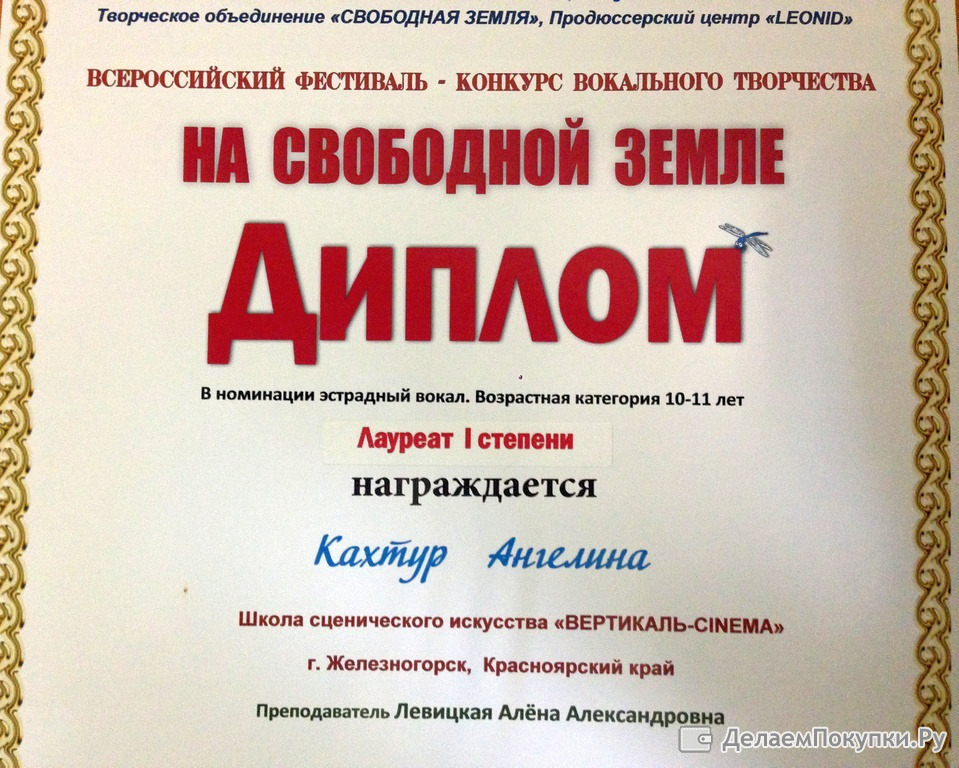 Творческое объединение «СВОБОДНАЯ ЗЕМЛЯ», Продюссерский центр «LEONID»
ВСЕРОССИЙСКИЙ ФЕСТИВАЛЬ - КОНКУРС ВОКАЛЬНОГО ТВОРЧЕСТВА
НА СВОБОДНОЙ ЗЕМЛЕ
Диплом
В номинации эстрадный вокал. Возрастная категория 10-11 лет
Лауреат I степени
награждается
Кахтур Ангелина
Школа сценического искусства «ВЕРТИКАЛЬ-CINEMA»
г. Железногорск, Красноярский край
Преподаватель Левицкая Алёна Александровна
ДелаемПокупки.Ру